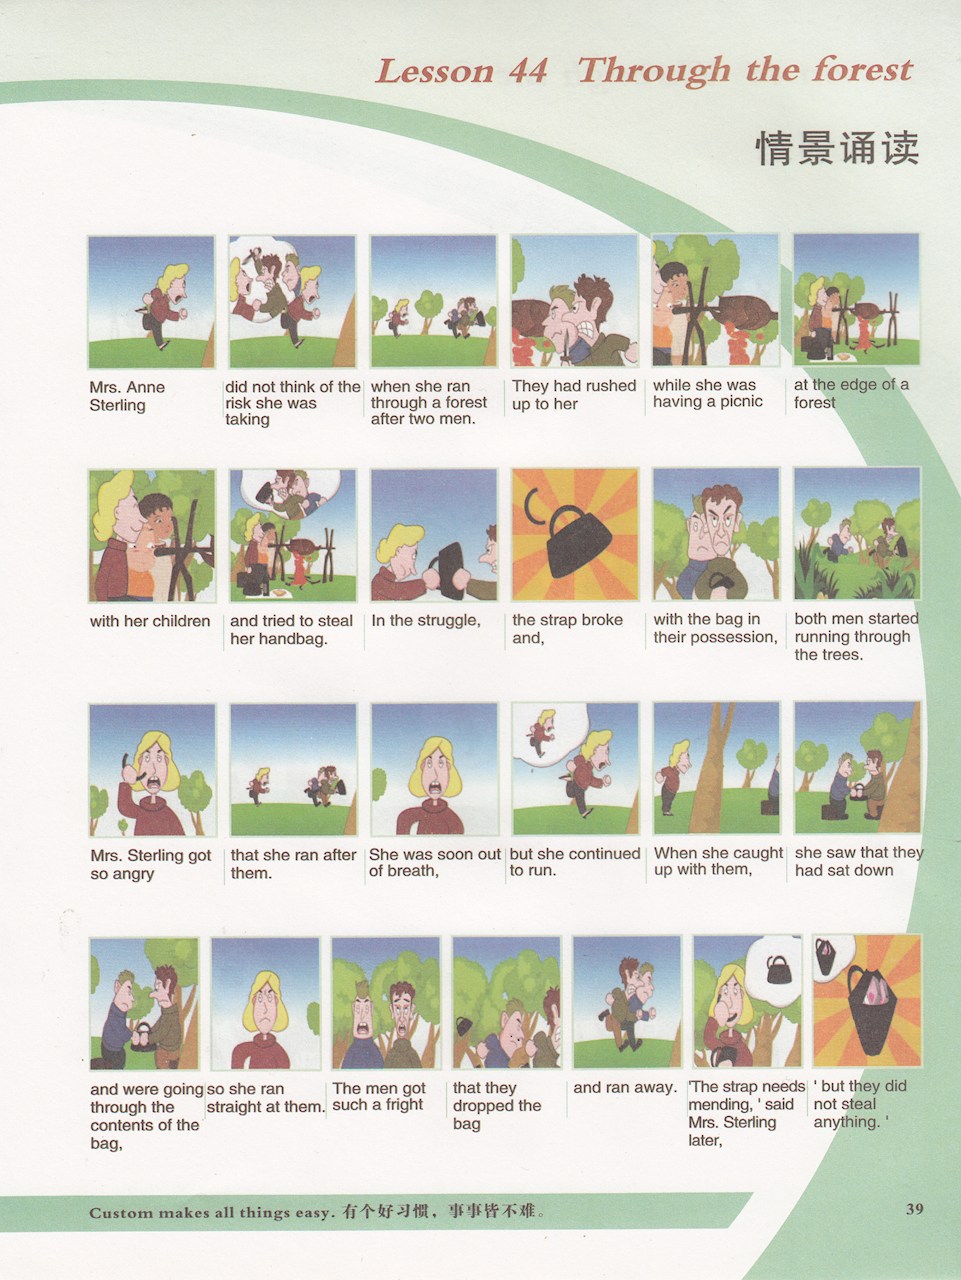 Lesson 44 Through the forest
情景诵读
Mrs. Anne
Sterling
did not think of the
risk she was
taking
when she ran
through a forest
after two men.
They had rushed
up to her
while she was
having a picnic
at the edge of a
forest
with her children
and tried to steal
her handbag.
In the struggle,
the strap broke
and,
with the bag in
their possession,
both men started
running through
the trees.
Mrs. Sterling got
so angry
that she ran after
them.
She was soon out
of breath,
but she continued
to run.
When she caught
up with them,
she saw that they
had sat down
and were going
through the
contents of the
bag,
so she ran
straight at them.
The men got
such a fright
that they
dropped the
bag
and ran away.
'The strap needs
mending, ' said
Mrs. Sterling
later,
' but they did
not steal
anything. '
Custom makes all things easy. 有个好习惯，事事皆不难。
39